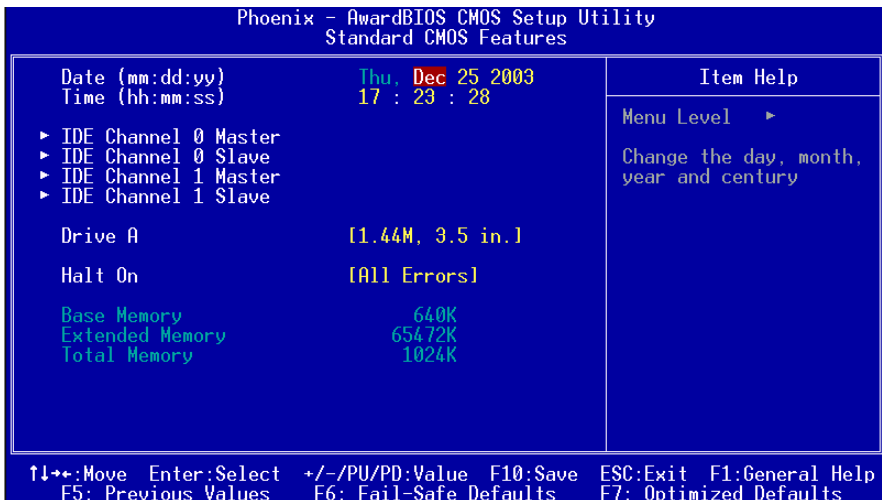 Phoenix - AwardBIOS CMOS Setup Utility
Standard CMOS Features
Date (mm:dd:yy) Thu, Dec 25 2003
Time (hh:mm:ss) 17 : 23 : 28
► IDE Channel 0 Master
► IDE Channel 0 Slave
► IDE Channel 1 Master
► IDE Channel 1 Slave
Drive A [1.44M, 3.5 in.]
Halt On [All Errors]
Base Memory 640K
Extended Memory 65472K
Total Memory 1024K
Item Help
Menu Level ►
Change the day, month,
year and century
↑↓→←:Move Enter:Select +/-/PU/PD:Value F10:Save ESC:Exit F1:General Help
F5: Previous Values F6: Fail-Safe Defaults F7: Optimized Defaults